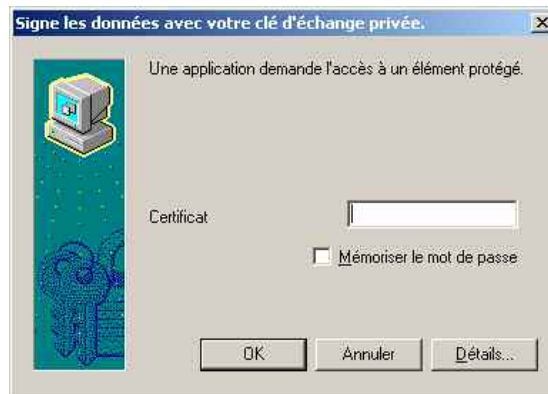 Signe les données avec votre clé d'échange privée.
Une application demande l'accès à un élément protégé.
Certificat
Mémoriser le mot de passe
OK
Annuler
Détails...